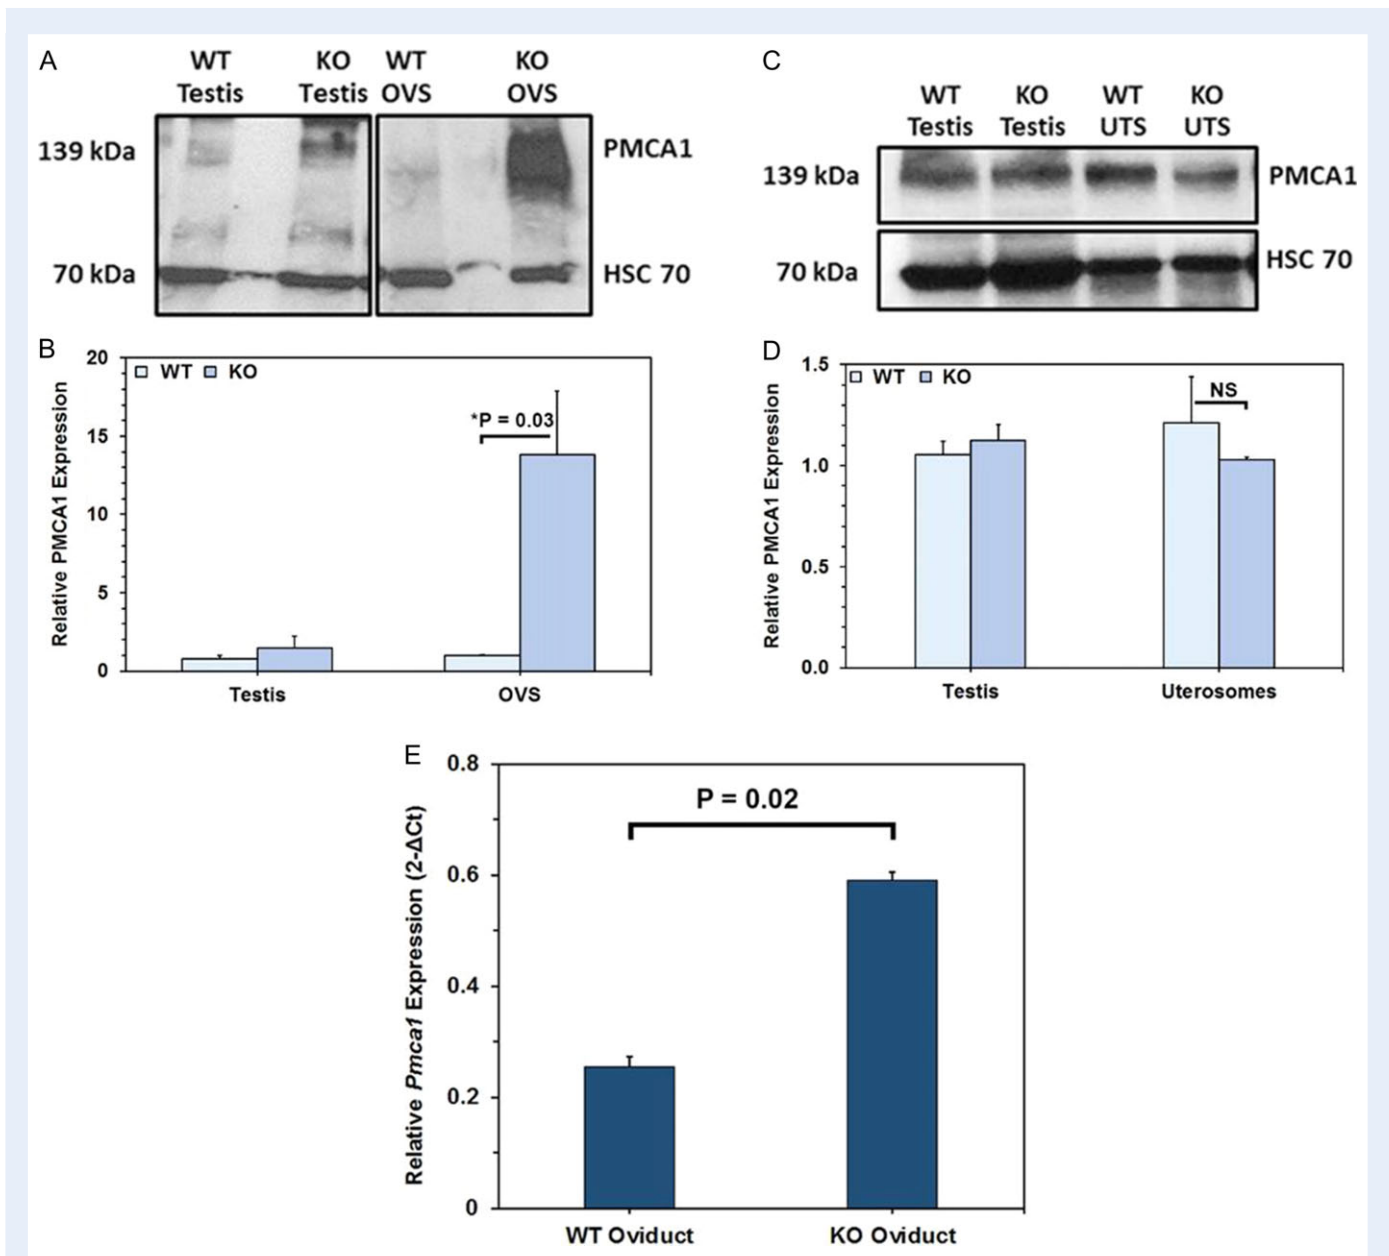 A
WT KO WT KO
Testis Testis OVS OVS
139 kDa PMCA1
70 kDa HSC 70
C
WT KO WT KO
Testis Testis UTS UTS
139 kDa PMCA1
70 kDa HSC 70
B
Relative PMCA1 Expression
20
15
10
5
0
WT KO
*P = 0.03
Testis OVS
D
Relative PMCA1 Expression
1.5
1.0
0.5
0.0
WT KO
NS
Testis Uterosomes
E
Relative Pmca1 Expression (2-ΔCt)
0.8
0.6
0.4
0.2
0
P = 0.02
WT Oviduct KO Oviduct